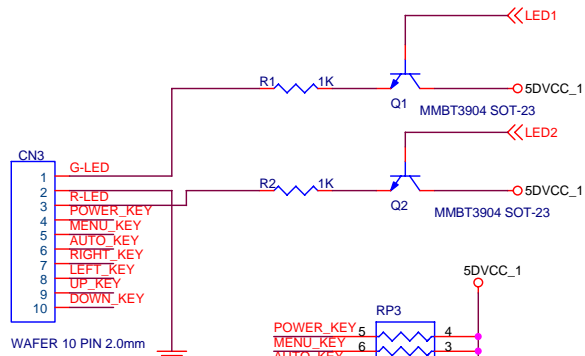 LED1
R1
1K
5DVCC_1
Q1
MMBT3904 SOT-23
LED2
CN3
G-LED
R2
1K
5DVCC_1
Q2
MMBT3904 SOT-23
1
2
R-LED
3
POWER_KEY
4
MENU_KEY
5
AUTO_KEY
6
RIGHT_KEY
7
LEFT_KEY
8
UP_KEY
9
DOWN_KEY
10
WAFER 10 PIN 2.0mm
5DVCC_1
RP3
POWER_KEY 5 4
MENU_KEY 6 3
AUTO_KEY